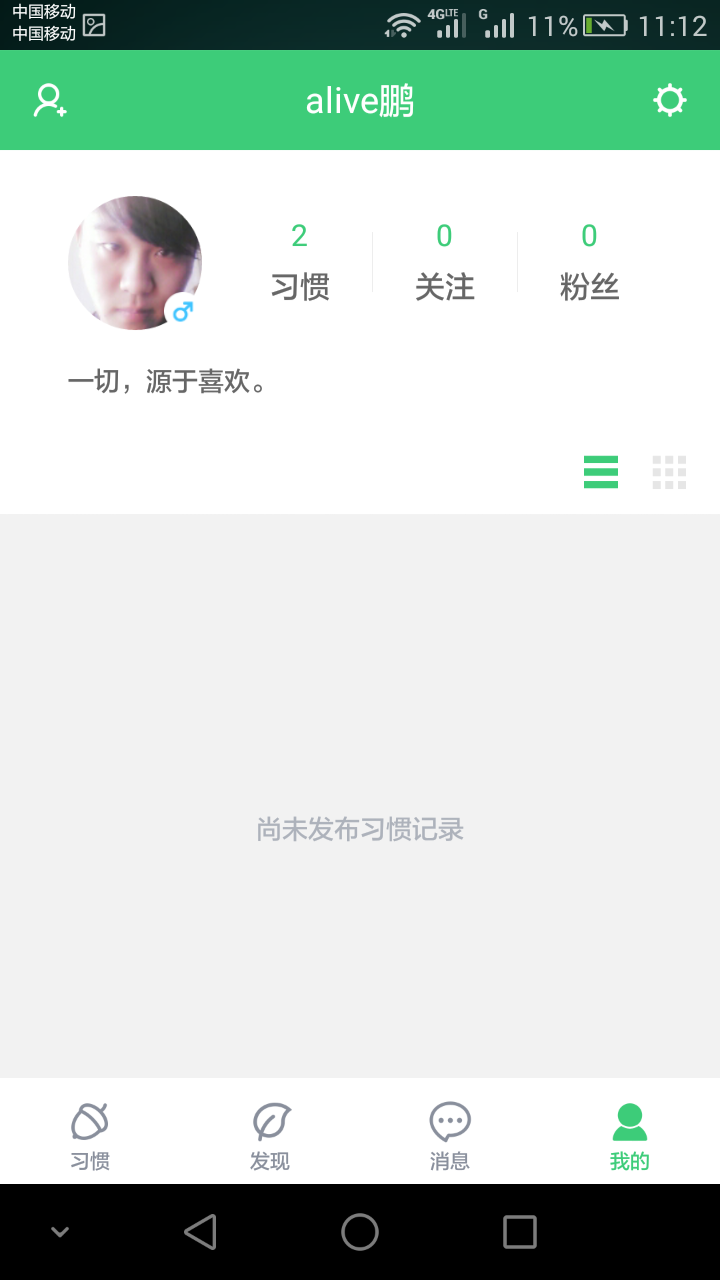 中国移动
中国移动
4G LTE
G
11%
11:12
alive鹏
2
0
0
习惯
关注
粉丝
一切，源于喜欢。
尚未发布习惯记录
习惯
发现
消息
我的